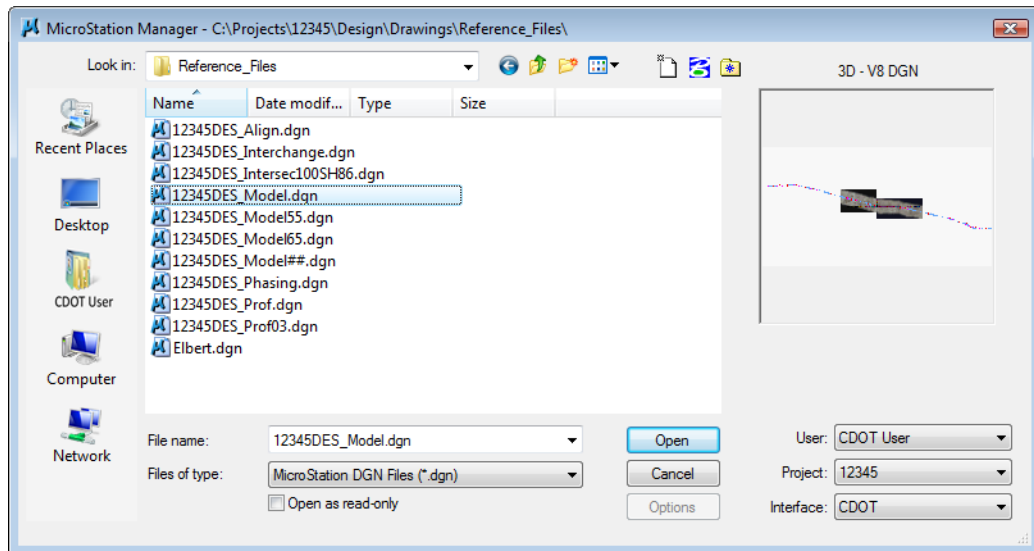 MicroStation Manager - C:\Projects\12345\Design\Drawings\Reference_Files\
Look in: Reference_Files
3D - V8 DGN
Name Date modif... Type Size
12345DES_Align.dgn
12345DES_Interchange.dgn
12345DES_Intersec100SH86.dgn
12345DES_Model.dgn
12345DES_Model55.dgn
12345DES_Model65.dgn
12345DES_Model##.dgn
12345DES_Phasing.dgn
12345DES_Prof.dgn
12345DES_Prof03.dgn
Elbert.dgn
Recent Places
Desktop
CDOT User
Computer
Network
File name: 12345DES_Model.dgn Open
Files of type: MicroStation DGN Files (*.dgn) Cancel
Open as read-only Options
User: CDOT User
Project: 12345
Interface: CDOT